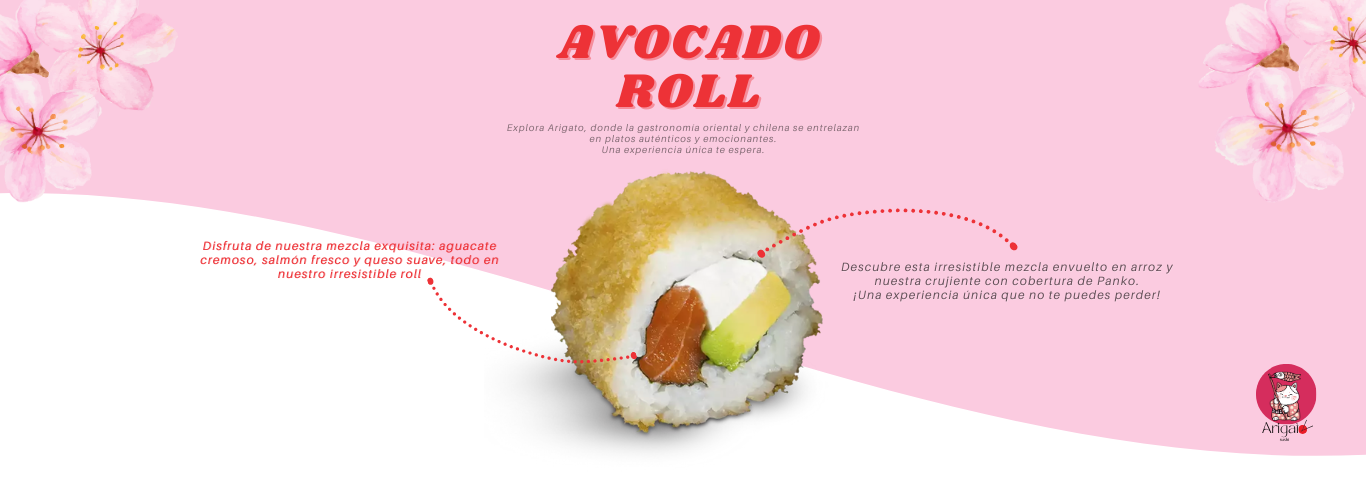 AVOCADO
ROLL
Explora Arigato, donde la gastronomía oriental y chilena se entrelazan
en platos auténticos y emocionantes.
Una experiencia única te espera.
Disfruta de nuestra mezcla exquisita: aguacate
cremoso, salmón fresco y queso suave, todo en
nuestro irresistible roll
Descubre esta irresistible mezcla envuelto en arroz y
nuestra crujiente con cobertura de Panko.
¡Una experiencia única que no te puedes perder!
Arigato
SUSHI